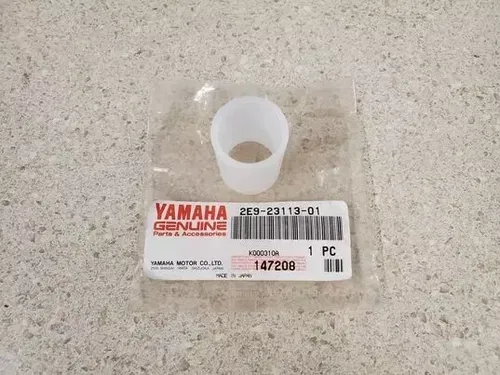 YAMAHA
GENUINE
Parts & Accessories
YAMAHA MOTOR CO.,LTD.
2E9-23113-01
K000310A
1 PC
147208
MADE IN JAPAN